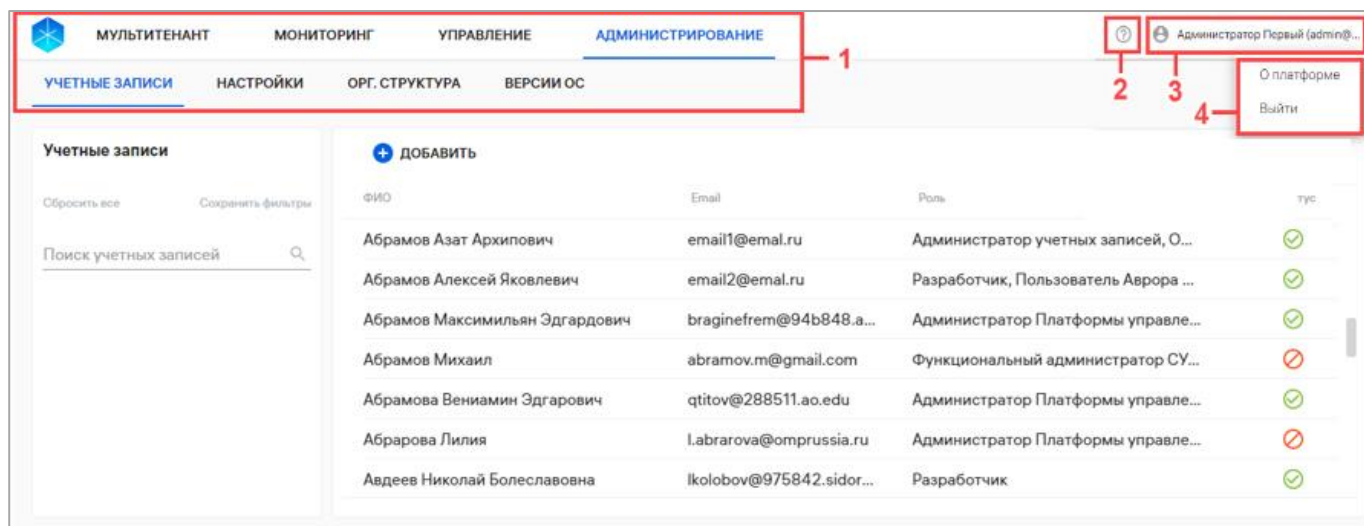 МУЛЬТИТЕНАНТ МОНИТОРИНГ УПРАВЛЕНИЕ АДМИНИСТРИРОВАНИЕ Администратор Первый (admin@...
1
УЧЕТНЫЕ ЗАПИСИ НАСТРОЙКИ ОРГ. СТРУКТУРА ВЕРСИИ ОС
2 3 О платформе
4 Выйти
Учетные записи ДОБАВИТЬ
Сбросить все Сохранить фильтры ФИО Email Роль тус
Поиск учетных записей
Абрамов Азат Архипович email1@emal.ru Администратор учетных записей, О...
Абрамов Алексей Яковлевич email2@emal.ru Разработчик, Пользователь Аврора ...
Абрамов Максимильян Эдгардович braginefrem@94b848.a... Администратор Платформы управле...
Абрамов Михаил abramov.m@gmail.com Функциональный администратор СУ...
Абрамова Вениамин Эдгарович qtitov@288511.ao.edu Администратор Платформы управле...
Абрарова Лилия l.abrarova@omprussia.ru Администратор Платформы управле...
Авдеев Николай Болеславовна lkolobov@975842.sidor... Разработчик